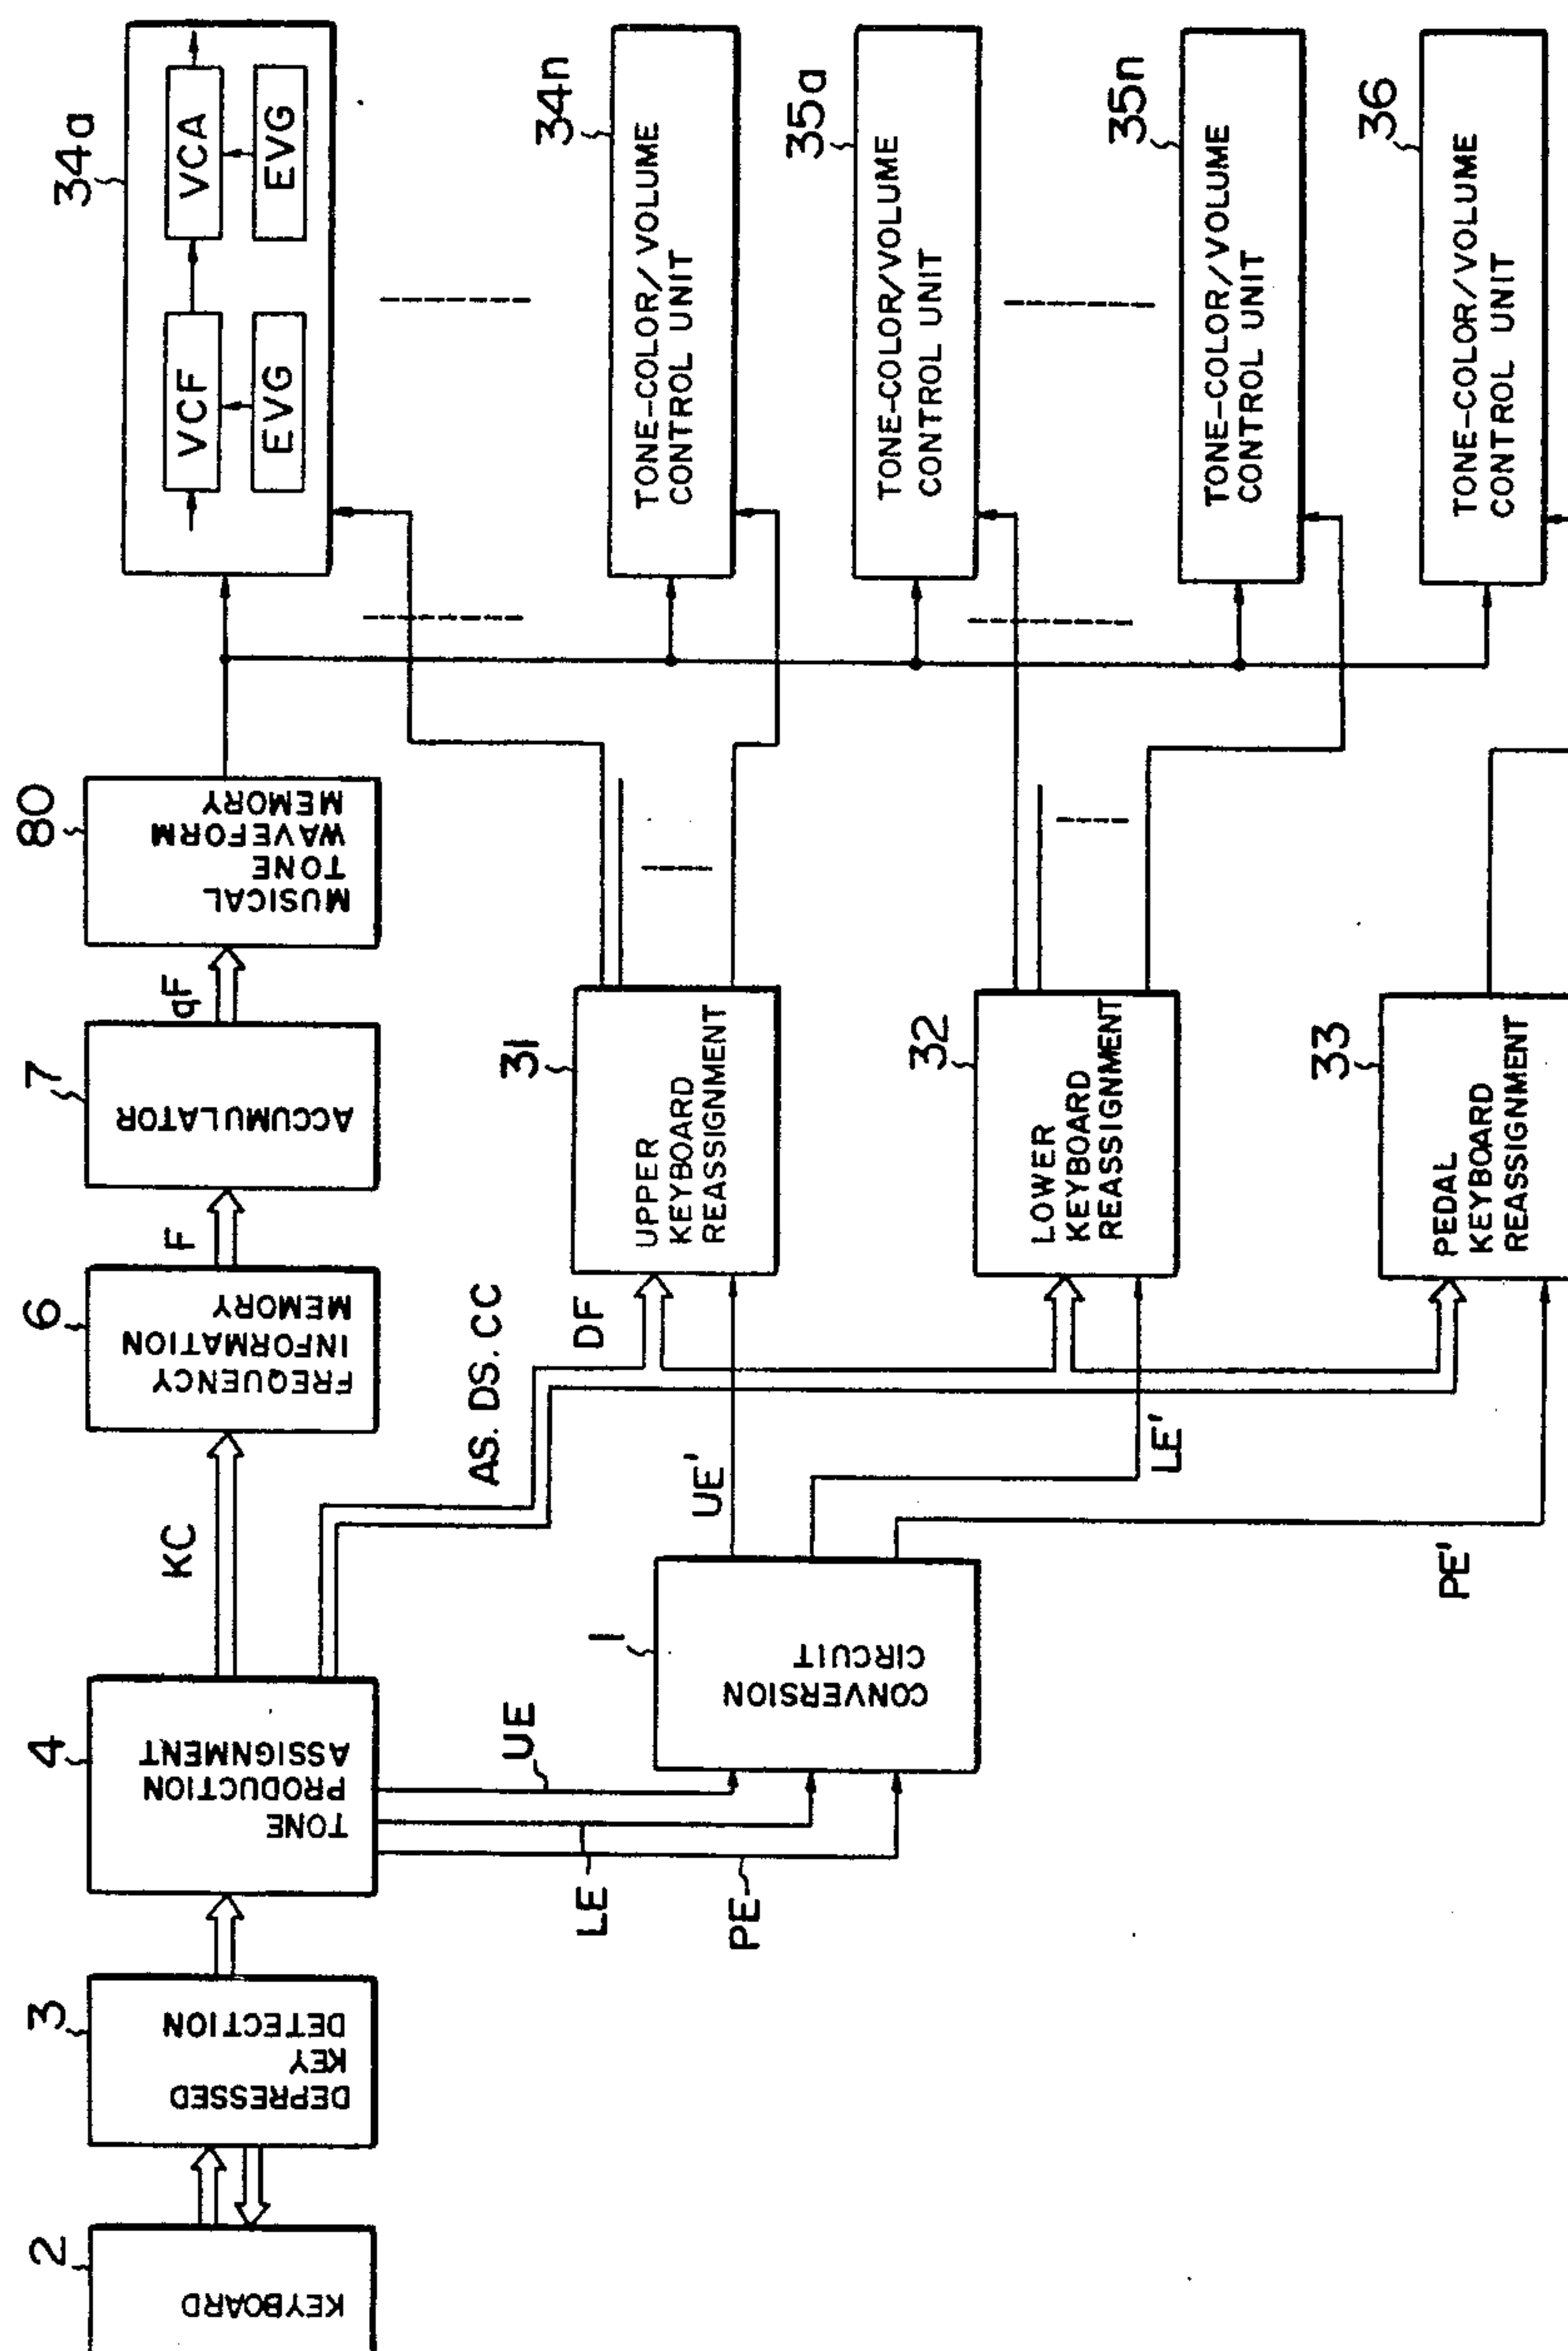 2
KEYBOARD
3
DEPRESSED
KEY
DETECTION
4
TONE
PRODUCTION
ASSIGNMENT
KC
6
FREQUENCY
INFORMATION
MEMORY
F
7
ACCUMULATOR
qF
80
MUSICAL
TONE
WAVEFORM
MEMORY
34a
VCF
VCA
EVG
EVG
UE
LE
PE
1
CONVERSION
CIRCUIT
AS. DS. CC
DF
UE'
LE'
PE'
31
UPPER
KEYBOARD
REASSIGNMENT
32
LOWER
KEYBOARD
REASSIGNMENT
33
PEDAL
KEYBOARD
REASSIGNMENT
34n
TONE-COLOR/VOLUME
CONTROL UNIT
35a
TONE-COLOR/VOLUME
CONTROL UNIT
35n
TONE-COLOR/VOLUME
CONTROL UNIT
36
TONE-COLOR/VOLUME
CONTROL UNIT